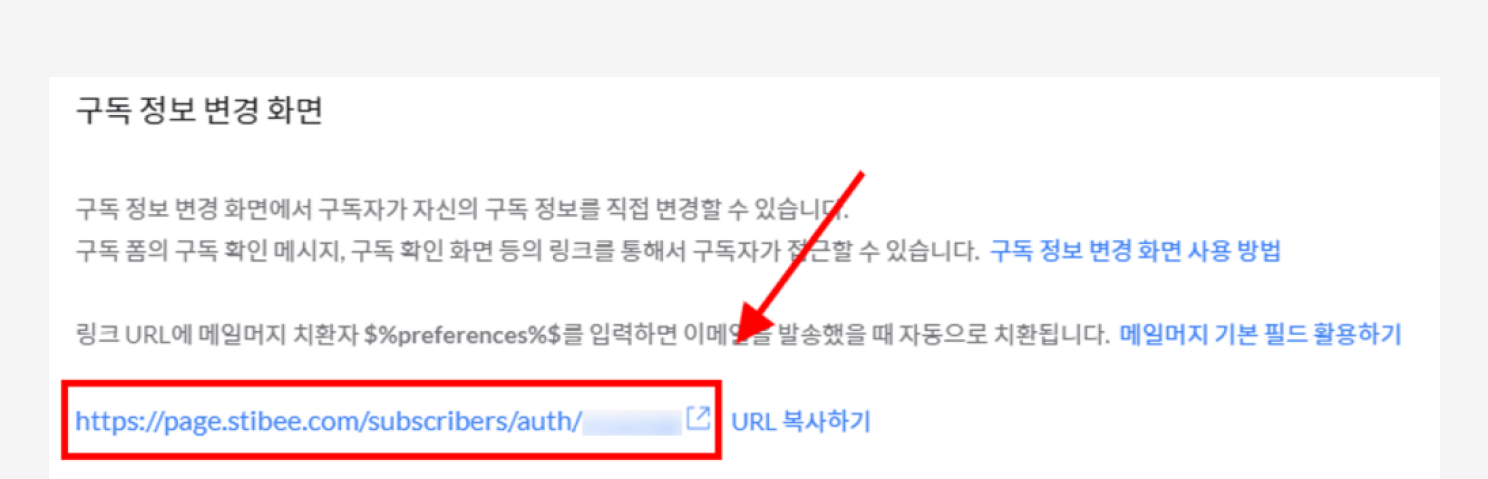 구독 정보 변경 화면
구독 정보 변경 화면에서 구독자가 자신의 구독 정보를 직접 변경할 수 있습니다.
구독 폼의 구독 확인 메시지, 구독 확인 화면 등의 링크를 통해서 구독자가 접근할 수 있습니다. 구독 정보 변경 화면 사용 방법
링크 URL에 메일머지 치환자 $%preferences%$를 입력하면 이메일을 발송했을 때 자동으로 치환됩니다. 메일머지 기본 필드 활용하기
https://page.stibee.com/subscribers/auth/ URL 복사하기